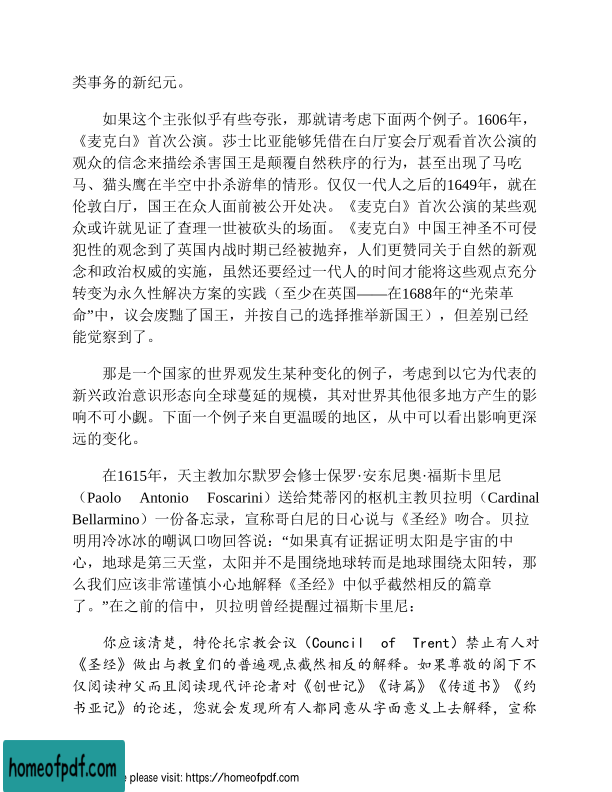 类事务的新纪元。
如果这个主张似乎有些夸张，那就请考虑下面两个例子。1606年，
《麦克白》首次公演。莎士比亚能够凭借在白厅宴会厅观看首次公演的
观众的信念来描绘杀害国王是颠覆自然秩序的行为，甚至出现了马吃
马、猫头鹰在半空中扑杀游隼的情形。仅仅一代人之后的1649年，就在
伦敦白厅，国王在众人面前被公开处决。《麦克白》首次公演的某些观
众或许就见证了查理一世被砍头的场面。《麦克白》中国王神圣不可侵
犯性的观念到了英国内战时期已经被抛弃，人们更赞同关于自然的新观
念和政治权威的实施，虽然还要经过一代人的时间才能将这些观点充分
转变为永久性解决方案的实践（至少在英国——在1688年的“光荣革
命”中，议会废黜了国王，并按自己的选择推举新国王），但差别已经
能觉察到了。
那是一个国家的世界观发生某种变化的例子，考虑到以它为代表的
新兴政治意识形态向全球蔓延的规模，其对世界其他很多地方产生的影
响不可小觑。下面一个例子来自更温暖的地区，从中可以看出影响更深
远的变化。
在1615年，天主教加尔默罗会修士保罗·安东尼奥·福斯卡里尼
（Paolo Antonio Foscarini）送给梵蒂冈的枢机主教贝拉明（Cardinal
Bellarmino）一份备忘录，宣称哥白尼的日心说与《圣经》吻合。贝拉
明用冷冰冰的嘲讽口吻回答说：“如果真有证据证明太阳是宇宙的中
心，地球是第三天堂，太阳并不是围绕地球转而是地球围绕太阳转，那
么我们应该非常谨慎小心地解释《圣经》中似乎截然相反的篇章
了。”在之前的信中，贝拉明曾经提醒过福斯卡里尼：
你应该清楚，特伦托宗教会议（Council of Trent）禁止有人对
《圣经》做出与教皇们的普遍观点截然相反的解释。如果尊敬的阁下不
仅阅读神父而且阅读现代评论者对《创世记》《诗篇》《传道书》《约
书亚记》的论述，您就会发现所有人都同意从字面意义上去解释，宣称
homeofpdf.com
e please visit: https://homeofpdf.com